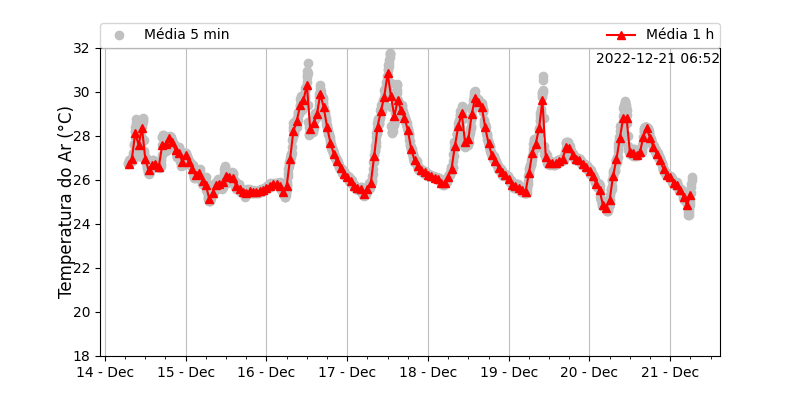 Média 5 min
Média 1 h
2022-12-21 06:52
Temperatura do Ar (°C)
32
30
28
26
24
22
20
18
14 - Dec
15 - Dec
16 - Dec
17 - Dec
18 - Dec
19 - Dec
20 - Dec
21 - Dec